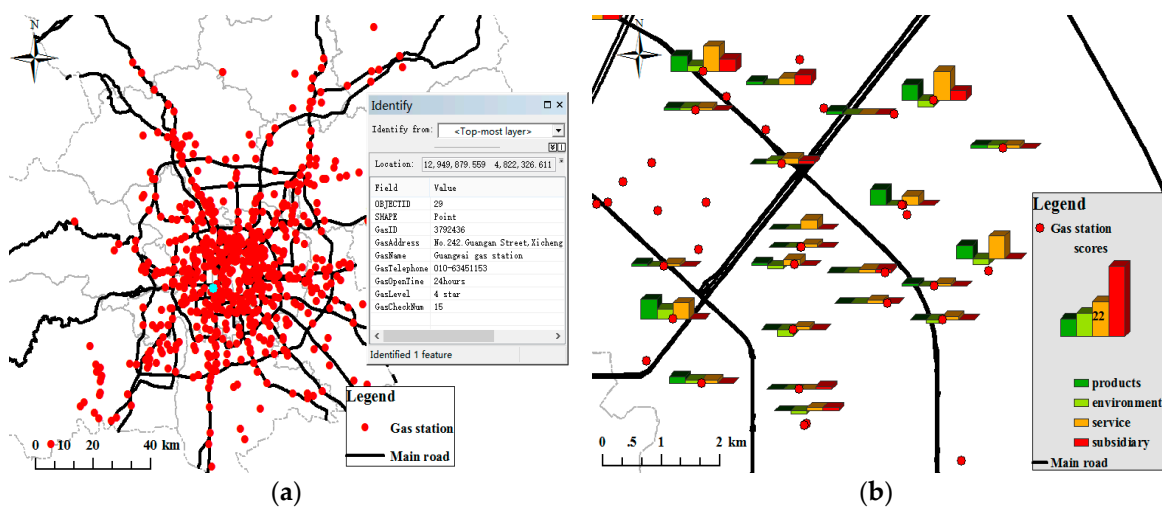 N
Identify
Identify from: <Top-most layer>
Location: 12,949,879.559 4,822,326.611
Field Value
OBJECTID 29
SHAPE Point
GasID 3792436
GasAddress No.242.Guangan Street,Xicheng
GasName Guangwai gas station
GasTelephone 010-63451153
GasOpenTime 24hours
GasLevel 4 star
GasCheckNum 15
Identified 1 feature
Legend
Gas station
Main road
0 5 10 20 40 km
(a)
N
Legend
Gas station
scores
22
products
environment
service
subsidiary
Main road
0 .5 1 2 km
(b)